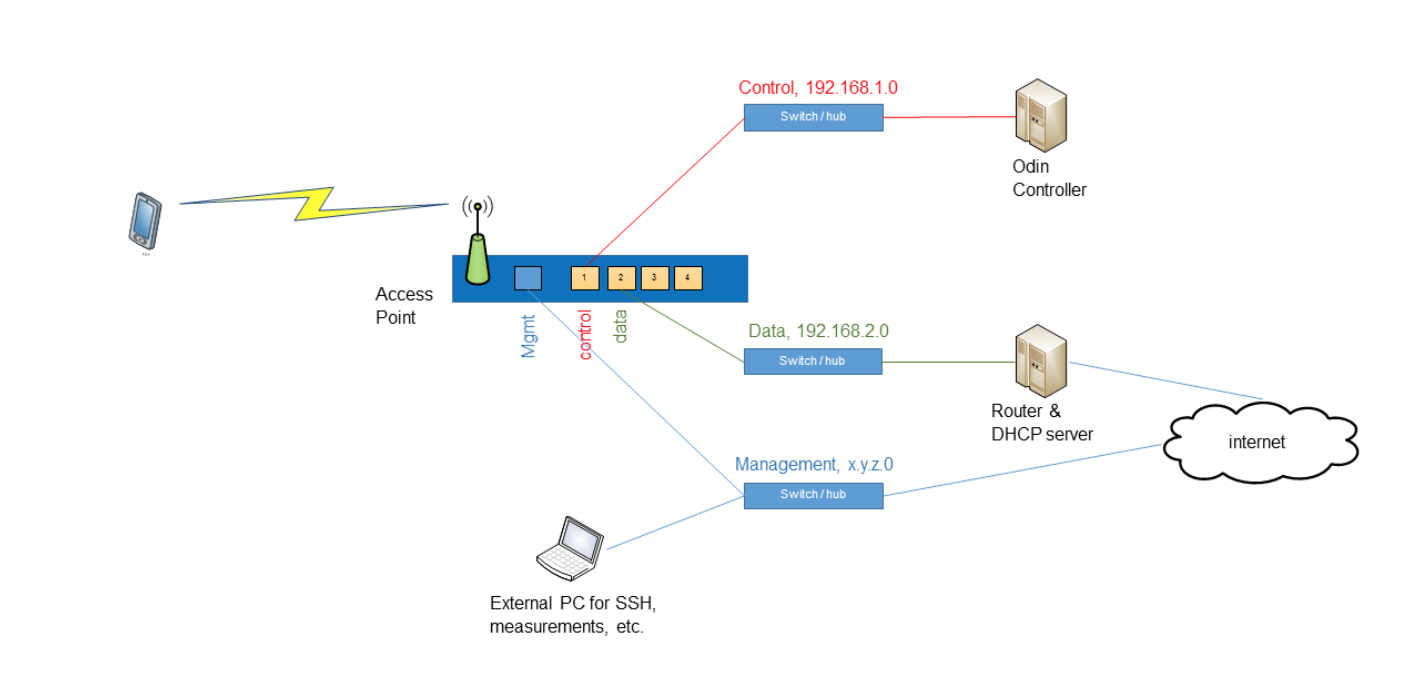 Control, 192.168.1.0
Switch / hub
Odin
Controller
1
2
3
4
Access
Point
Mgmt
control
data
Data, 192.168.2.0
Switch / hub
Router &
DHCP server
internet
Management, x.y.z.0
Switch / hub
External PC for SSH,
measurements, etc.